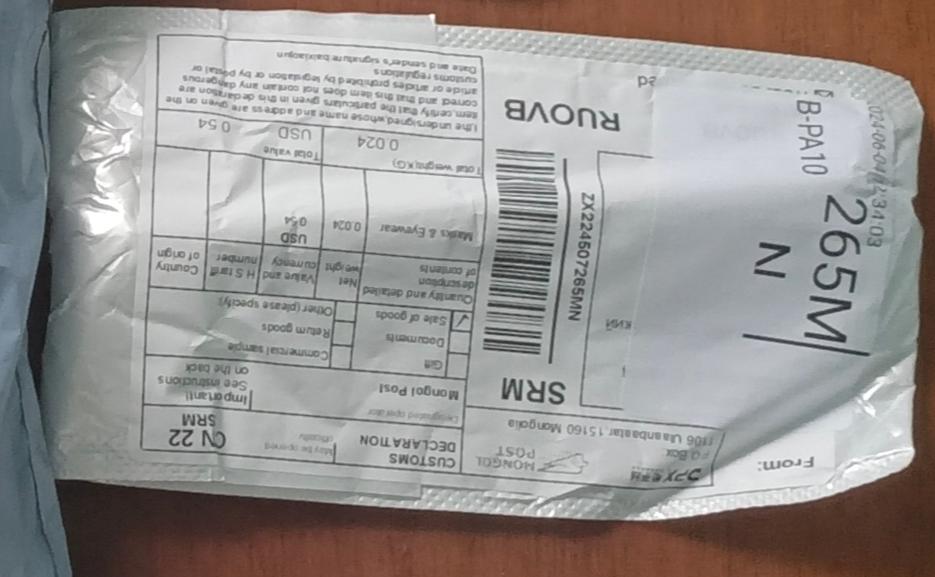 From:
MONGOL
POST
P.O.Box
1106 Ulaanbaatar, 15160 Mongolia
SRM
ZX224507265MN
RUOVB
кий
ed
B-PA10
024-06-04 12:34:03
265M
N
CUSTOMS
DECLARATION
May be opened
officially
CN 22
SRM
Designated operator
Mongol Post
Important!
See instructions
on the back
Gift
Commercial sample
Documents
Return goods
✓ Sale of goods
Other (please specify):
Quantity and detailed
description
of contents
Net
weight
Value and
currency
H S tariff
number
Country
of origin
Masks & Eyewear
0.024
USD
0.54
Total weight(KG)
0.024
Total value
USD 0.54
I,the undersigned,whose name and address are given on the
item,certify that the particulars given in this declaration are
correct and that this item does not contain any dangerous
article or articles prohibited by legislation or by postal or
customs regulations
Date and sender's signature baixiaojun